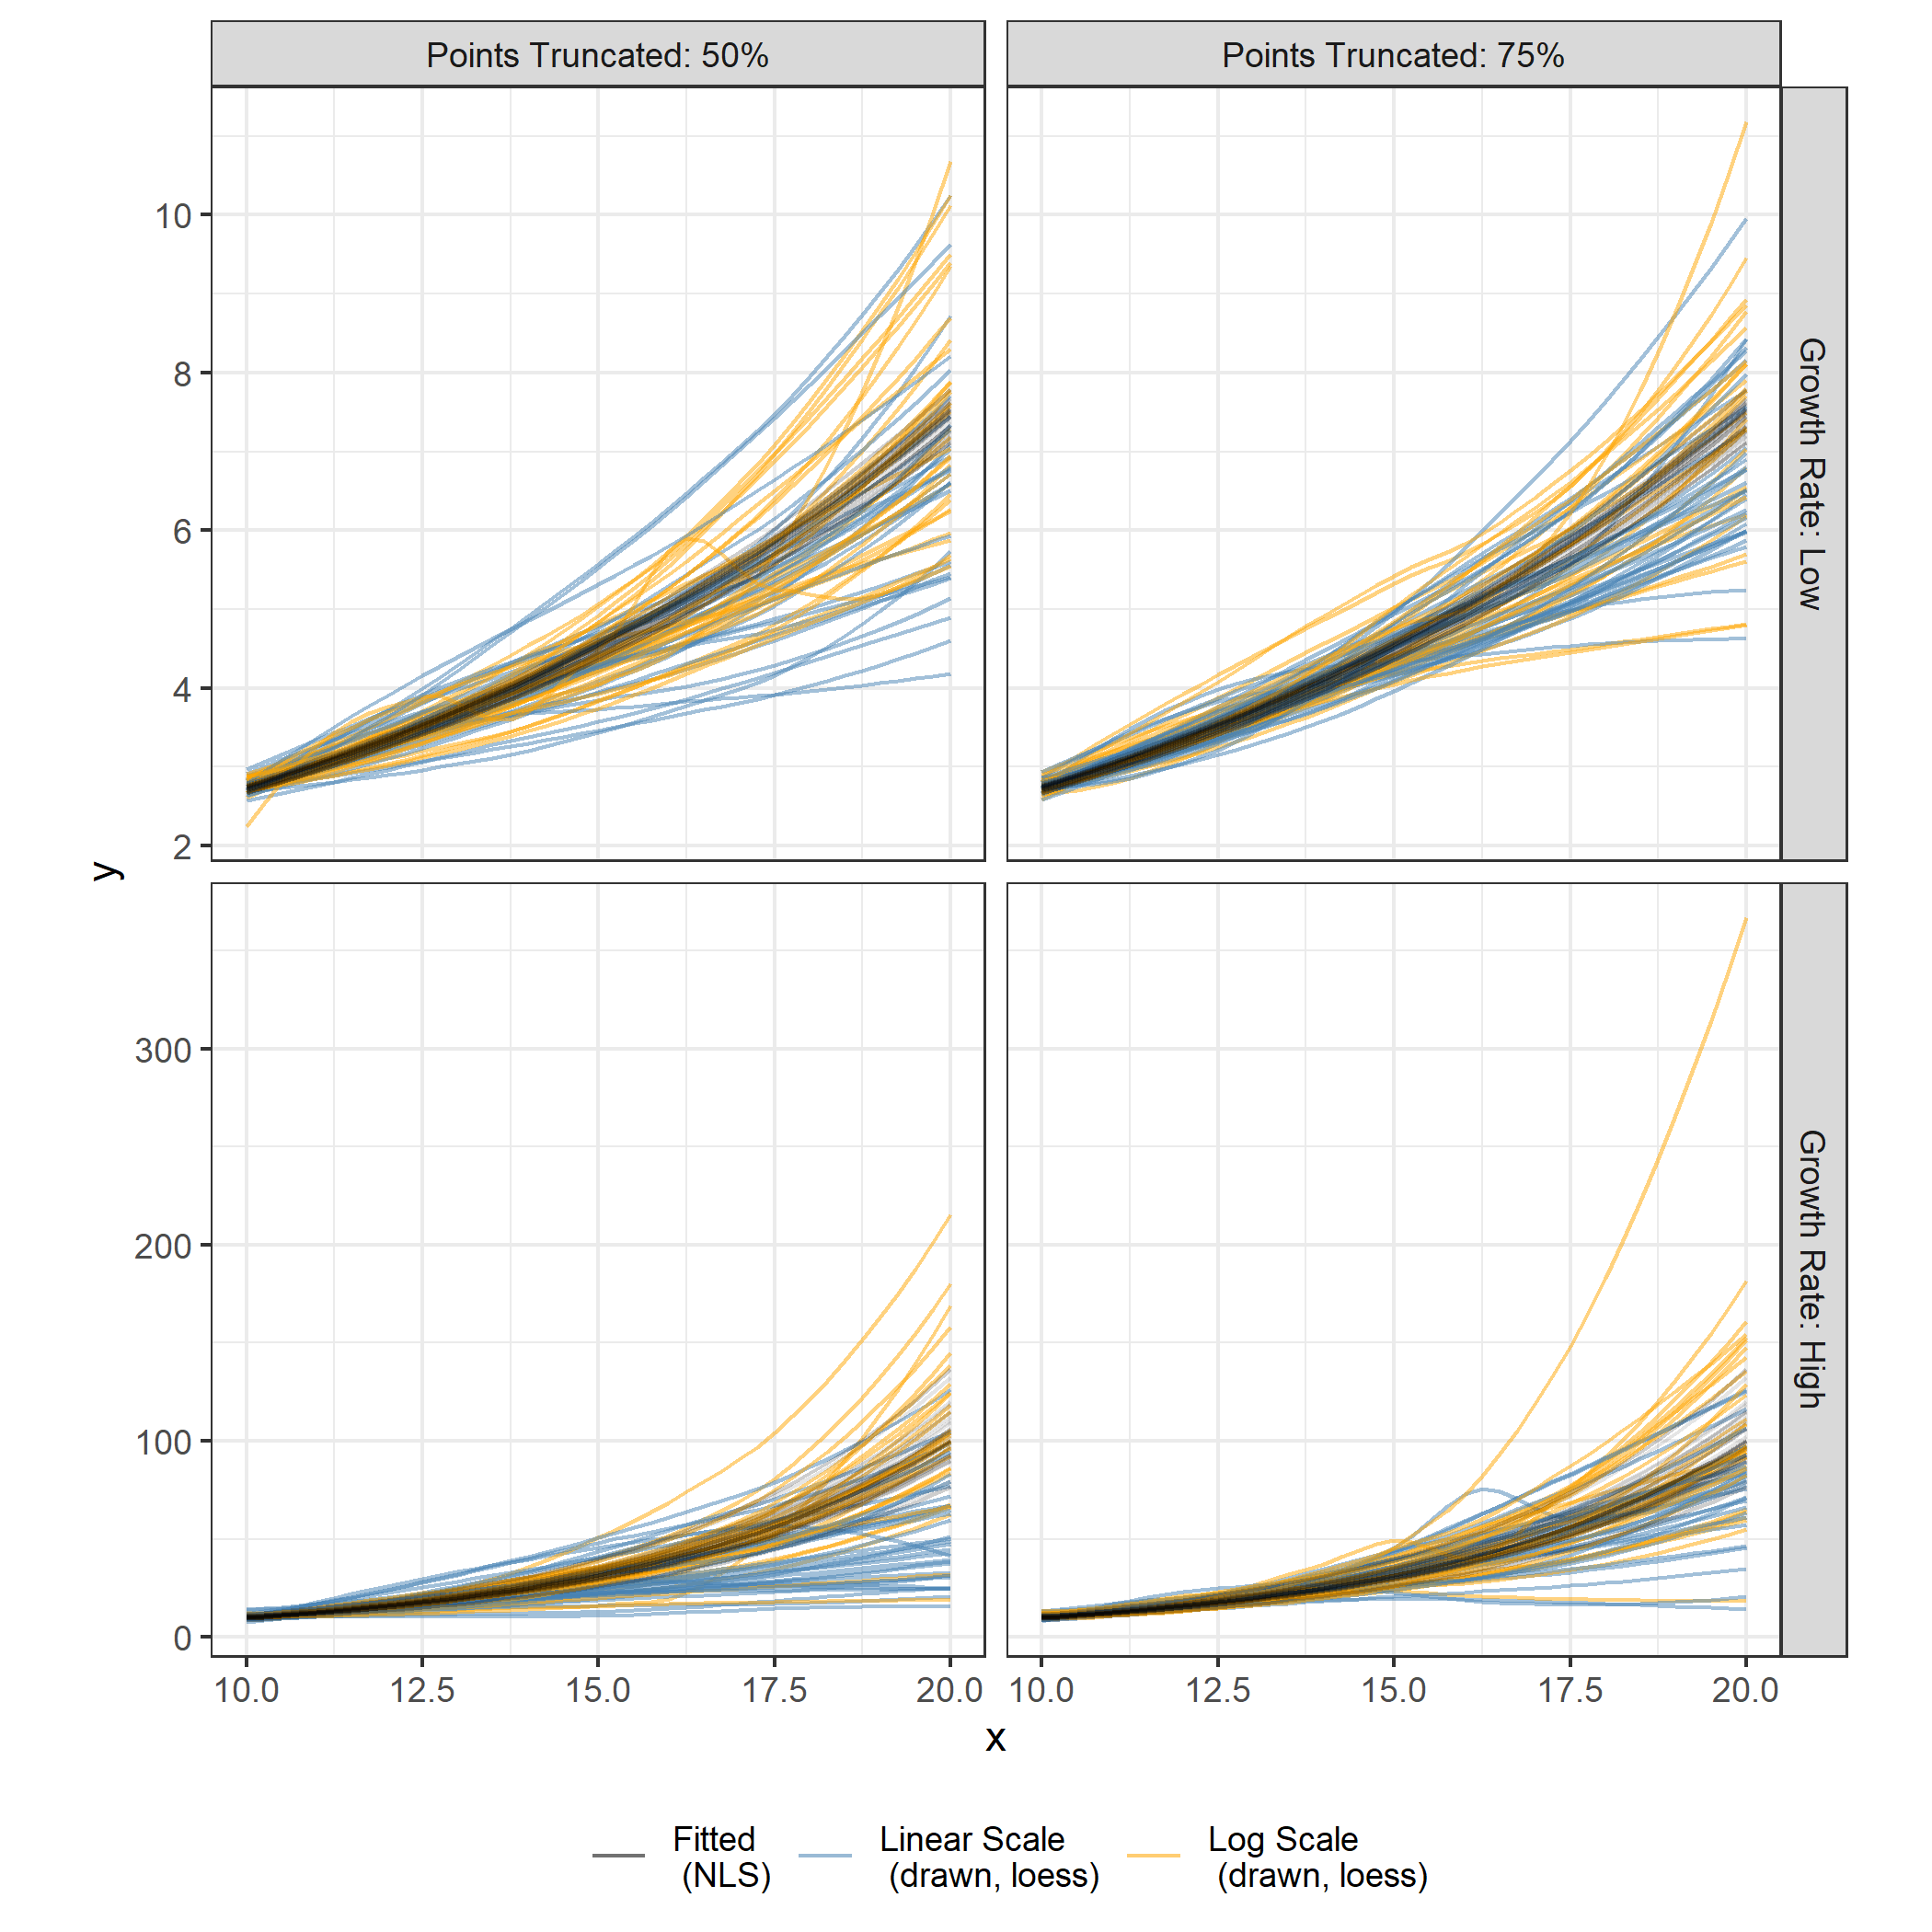 Points Truncated: 50%
Points Truncated: 75%
10
8
6
4
2
Growth Rate: Low
y
300
200
100
0
Growth Rate: High
10.0
12.5
15.0
17.5
20.0
10.0
12.5
15.0
17.5
20.0
x
Fitted
(NLS)
Linear Scale
(drawn, loess)
Log Scale
(drawn, loess)